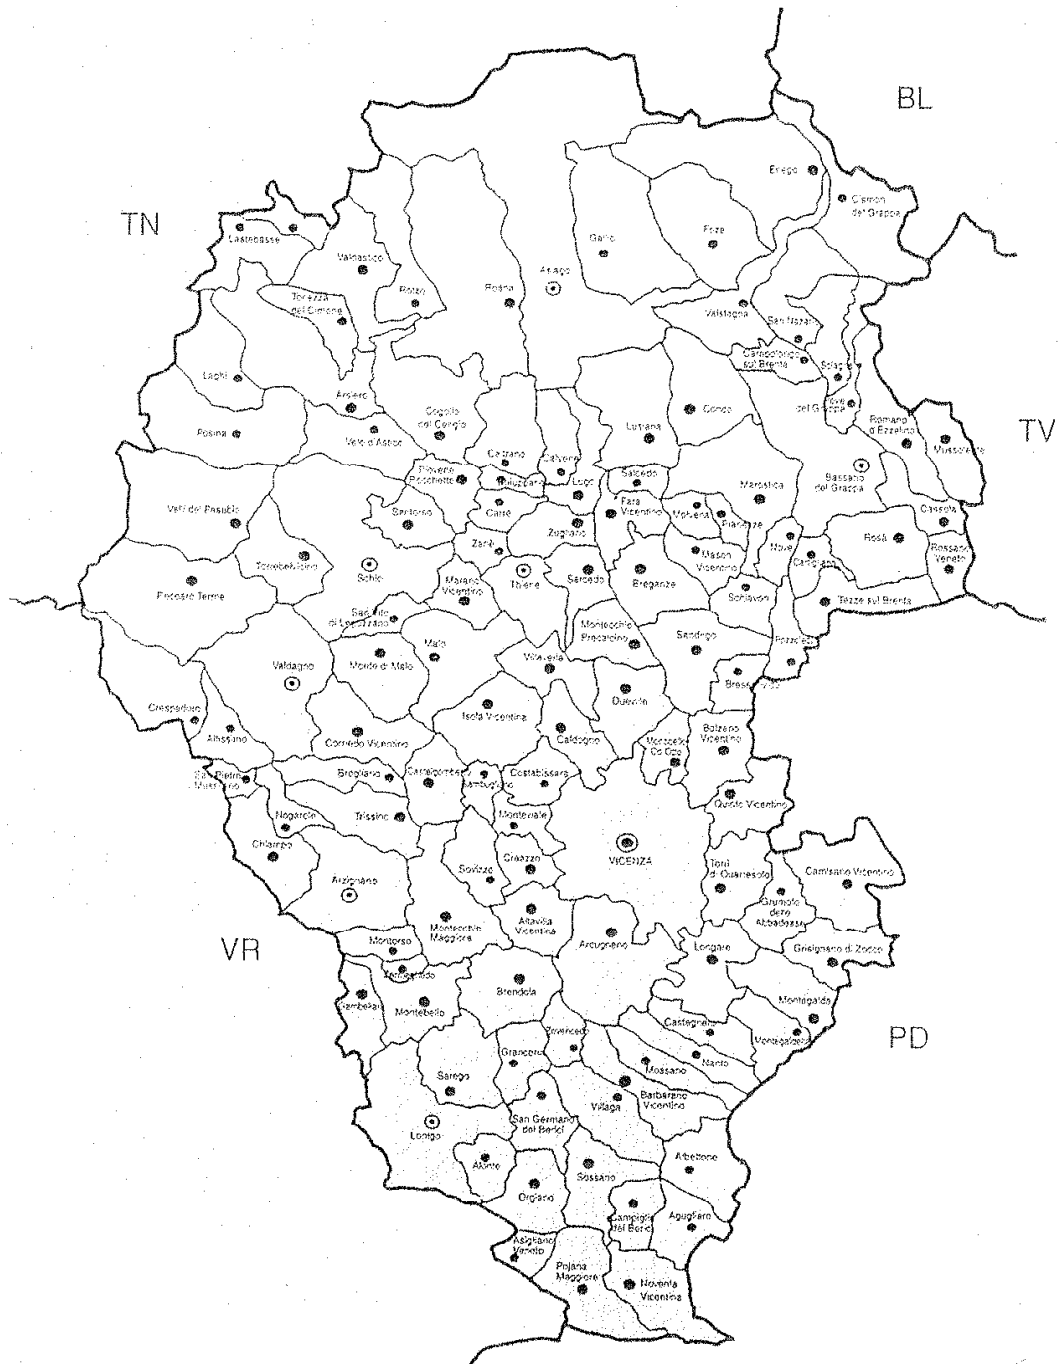 BL
Enego
Cismon
del Grappa
TN
Lastebasse
Foza
Gallio
Valdastico
Asiago
Rotzo
Roana
Tonezza
del Cimone
Valstagna
San Nazario
Campolongo
sul Brenta
Solagna
Laghi
Pove
del Grappa
Arsiero
Cogollo
del Cengio
Conco
Romano
d'Ezzelino
TV
Posina
Velo d'Astico
Lusiana
Mussolente
Caltrano
Calvene
Bassano
del Grappa
Piovene
Rocchette
Chiuppano
Lugo
Salcedo
Marostica
Carrè
Fara
Vicentino
Molvena
Pianezze
Valli del Pasubio
Santorso
Cassola
Zugliano
Nove
Rosà
Zanè
Mason
Vicentino
Cartigliano
Rossano
Veneto
Torrebelvicino
Schio
Thiene
Sarcedo
Breganze
Recoaro Terme
Marano
Vicentino
Schiavon
Tezze sul Brenta
San Vito
di Leguzzano
Montecchio
Precalcino
Sandrigo
Pozzoleone
Malo
Valdagno
Monte di Malo
Villaverla
Bressanvido
Dueville
Crespadoro
Isola Vicentina
Altissimo
Cornedo Vicentino
Caldogno
Monticello
Co Otto
Bolzano
Vicentino
San Pietro
Mussolino
Brogliano
Castelgomberto
Gambugliano
Costabissara
Quinto Vicentino
Nogarole
Trissino
Monteviale
Chiampo
VICENZA
Creazzo
Sovizzo
Torri
di Quartesolo
Camisano Vicentino
Arzignano
Grumolo
delle
Abbadesse
Montecchio
Maggiore
Altavilla
Vicentina
Arcugnano
VR
Montorso
Longare
Grisignano di Zocco
Zermeghedo
Brendola
Gambellara
Montebello
Montegalda
Castegnero
Montegaldella
PD
Zovencedo
Grancona
Nanto
Mossano
Sarego
Barbarano
Vicentino
Villaga
San Germano
dei Berici
Lonigo
Alonte
Albettone
Sossano
Orgiano
Campiglia
dei Berici
Agugliaro
Asigliano
Veneto
Pojana
Maggiore
Noventa
Vicentina